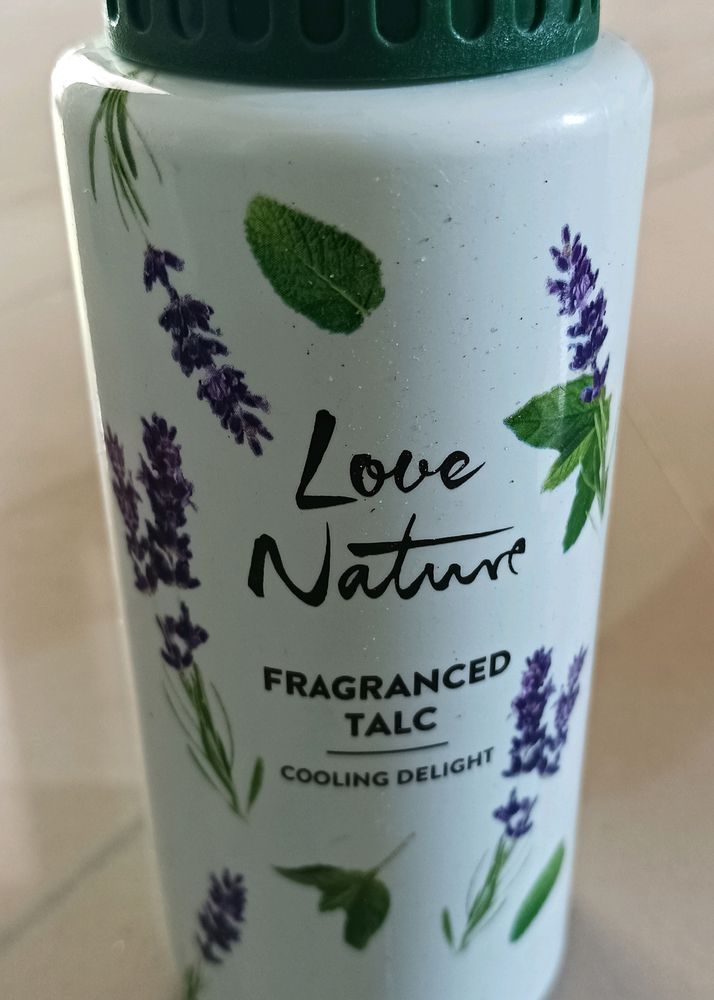 Love
Nature
FRAGRANCED
TALC
COOLING DELIGHT